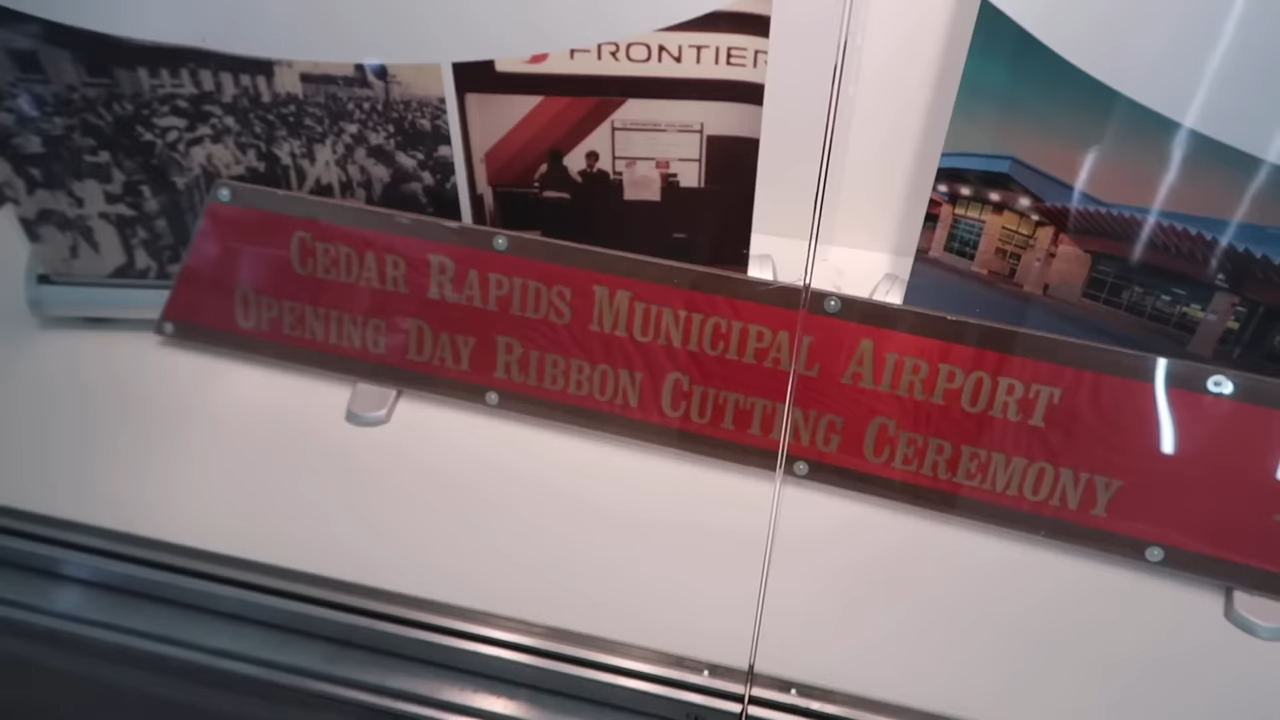 FRONTIER
CEDAR RAPIDS MUNICIPAL AIRPORT
OPENING DAY RIBBON CUTTING CEREMONY